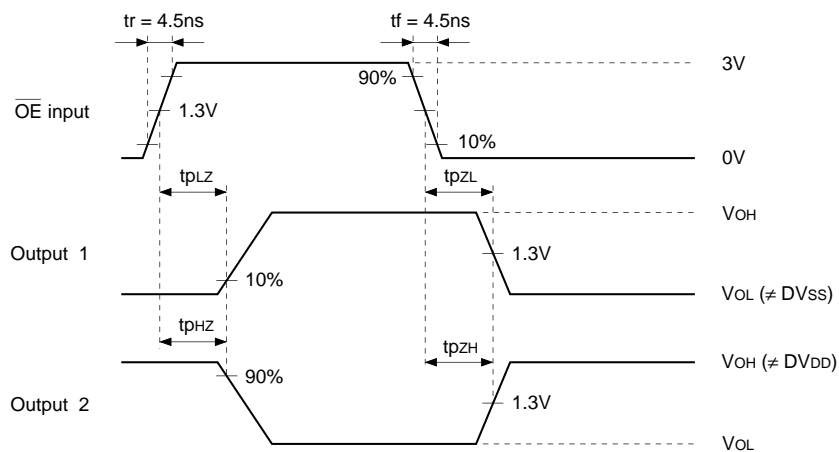 tr = 4.5ns
tf = 4.5ns
3V
90%
OE input
1.3V
10%
0V
tpLZ
tpZL
VOH
Output 1
1.3V
10%
VOL (≠ DVSS)
tpHZ
tpZH
VOH (≠ DVDD)
90%
Output 2
1.3V
VOL